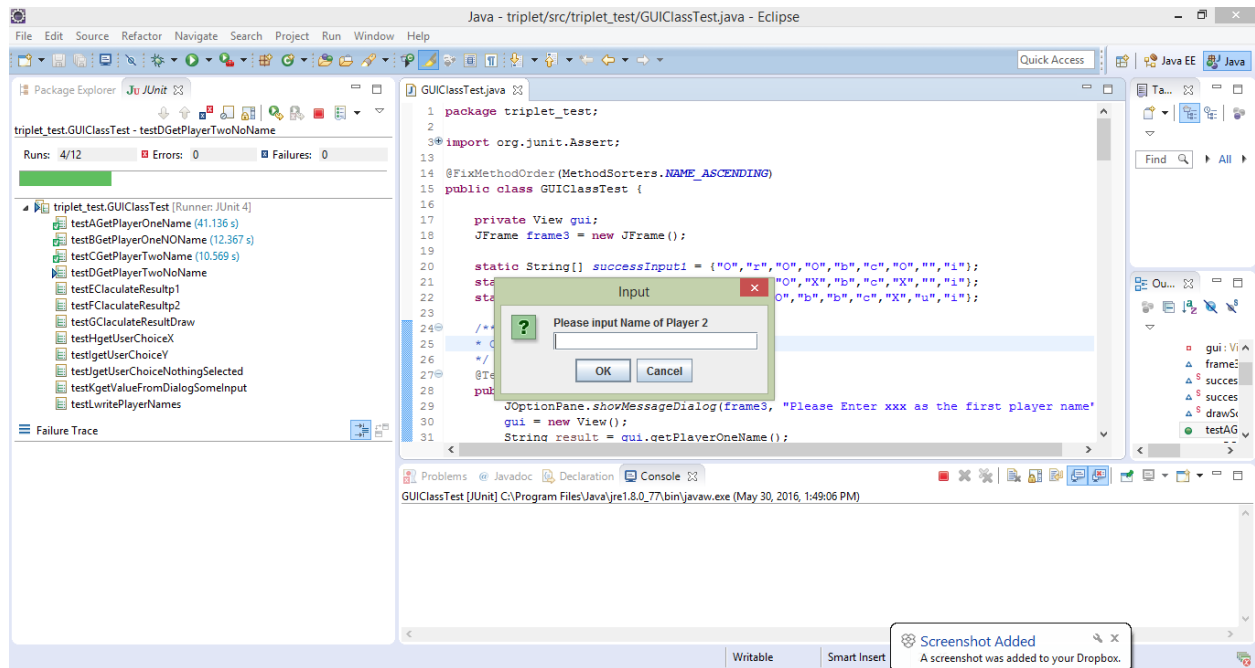 Java - triplet/src/triplet_test/GUIClassTest.java - Eclipse
File Edit Source Refactor Navigate Search Project Run Window Help
Quick Access Java EE Java
Package Explorer JUnit
triplet_test.GUIClassTest - testDGetPlayerTwoNoName
Runs: 4/12 Errors: 0 Failures: 0
triplet_test.GUIClassTest [Runner: JUnit 4]
testAGetPlayerOneName (41.136 s)
testBGetPlayerOneNOName (12.367 s)
testCGetPlayerTwoName (10.569 s)
testDGetPlayerTwoNoName
testEClaculateResultp1
testFClaculateResultp2
testGClaculateResultDraw
testHgetUserChoiceX
testIgetUserChoiceY
testJgetUserChoiceNothingSelected
testKgetValueFromDialogSomeInput
testLwritePlayerNames
Failure Trace
GUIClassTest.java
1 package triplet_test;
2
3 import org.junit.Assert;
13
14 @FixMethodOrder(MethodSorters.NAME_ASCENDING)
15 public class GUIClassTest {
16
17 private View gui;
18 JFrame frame3 = new JFrame();
19
20 static String[] successInput1 = {"O","r","O","O","b","c","O","","i"};
21 sta "O","X","b","c","X","","i"};
22 sta O","b","b","c","X","u","i"};
23
24 /**
25 * C
26 */
27 @Te
28 pub
29 JOptionPane.showMessageDialog(frame3, "Please Enter xxx as the first player name"
30 gui = new View();
31 String result = gui.getPlayerOneName();
Input
Please input Name of Player 2
OK Cancel
Ta...
Find All
Ou...
gui : Vi
frame3
succes
succes
drawSc
testAG
Problems @ Javadoc Declaration Console
GUIClassTest [JUnit] C:\Program Files\Java\jre1.8.0_77\bin\javaw.exe (May 30, 2016, 1:49:06 PM)
Writable Smart Insert
Screenshot Added
A screenshot was added to your Dropbox.